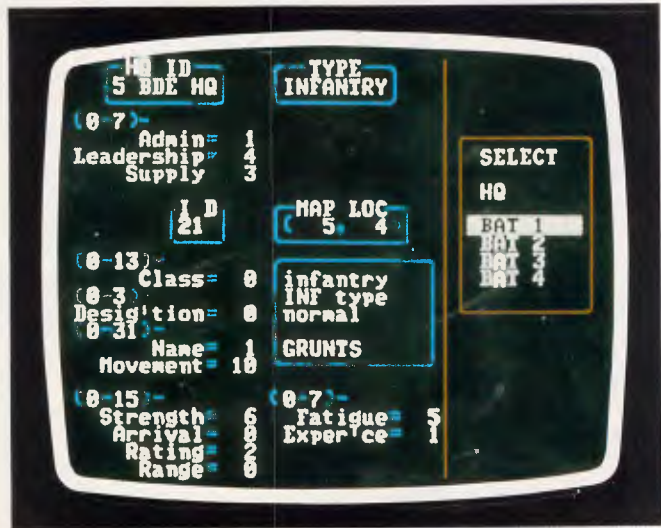 HQ ID
5 BDE HQ
TYPE
INFANTRY
(0-7)-
Admin= 1
Leadership= 4
Supply 3
I D
21
MAP LOC
( 5, 4)
(0-13)-
Class= 0
(0-3)-
Desig'tion= 0
(0-31)-
Name= 1
Movement= 10
infantry
INF type
normal
GRUNTS
(0-15)-
Strength= 6
Arrival= 0
Rating= 2
Range= 0
(0-7)-
Fatigue= 5
Exper'ce= 1
SELECT
HQ
BAT 1
BAT 2
BAT 3
BAT 4